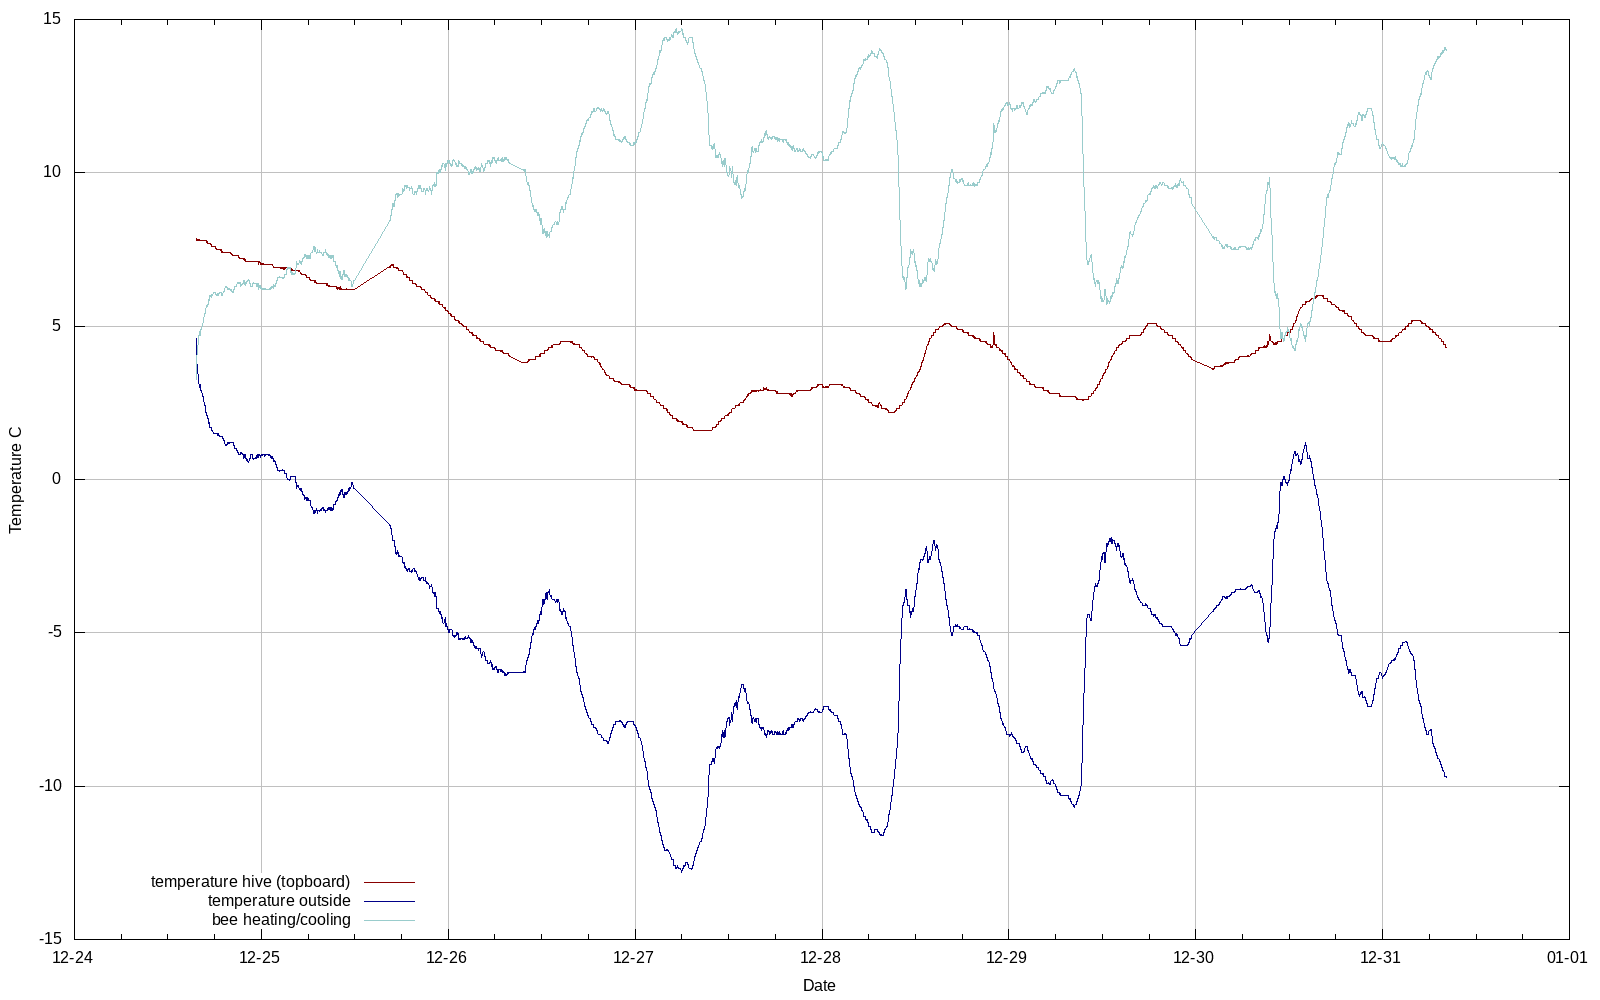 15
10
5
0
-5
-10
-15
Temperature C
temperature hive (topboard)
temperature outside
bee heating/cooling
12-24 12-25 12-26 12-27 12-28 12-29 12-30 12-31 01-01
Date